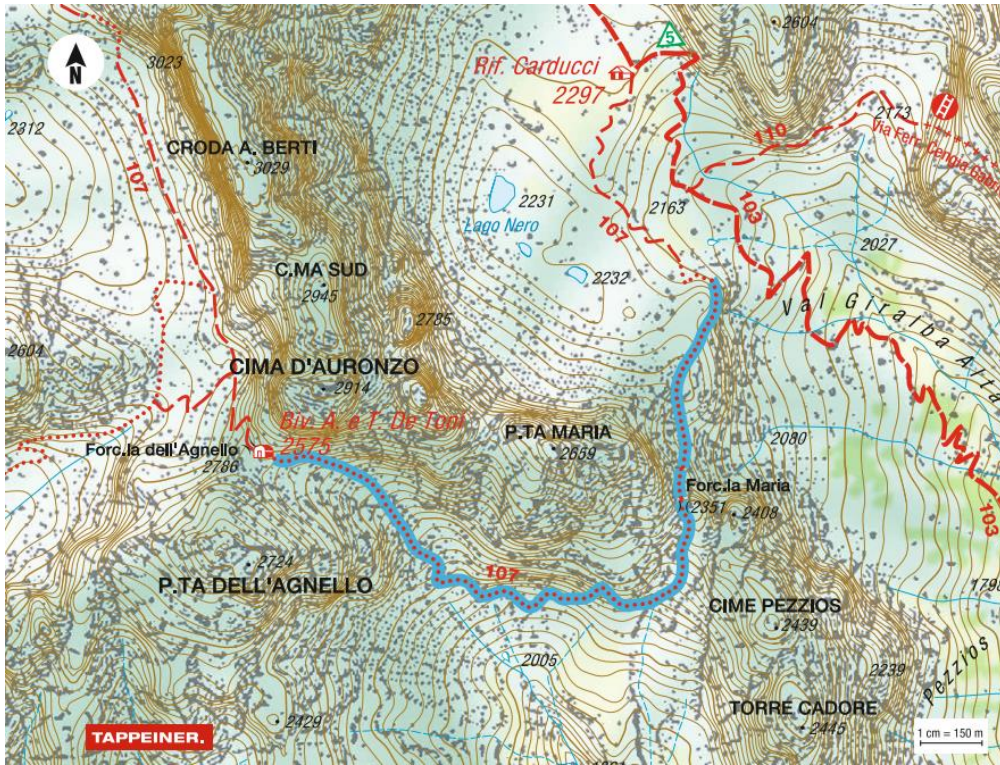 2604
5
3023
Rif. Carducci
2297
N
2173
2312
110
Via Ferr. Cengia Gabri
CRODA A. BERTI
3029
107
2231
2163
103
Lago Nero
107
2027
2232
C.MA SUD
2945
2785
Val Giralba Alta
2604
CIMA D'AURONZO
2914
Biv. A. e T. De Toni
2575
P.TA MARIA
2659
2080
Forc.la dell'Agnello
2786
Forc.la Maria
2351
2408
103
2724
P.TA DELL'AGNELLO
107
CIME PEZZIOS
2439
1798
2005
2239
Pezzios
2429
TORRE CADORE
2445
TAPPEINER.
1 cm = 150 m